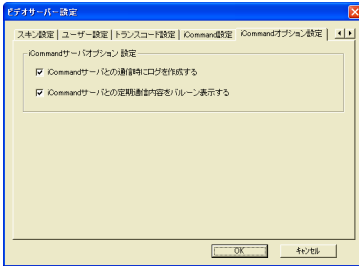 ビデオサーバー設定
スキン設定 ユーザー設定 トランスコード設定 iCommand設定 iCommandオプション設定
iCommandサーバオプション 設定
iCommandサーバとの通信時にログを作成する
iCommandサーバとの定期通信内容をバルーン表示する
OK キャンセル